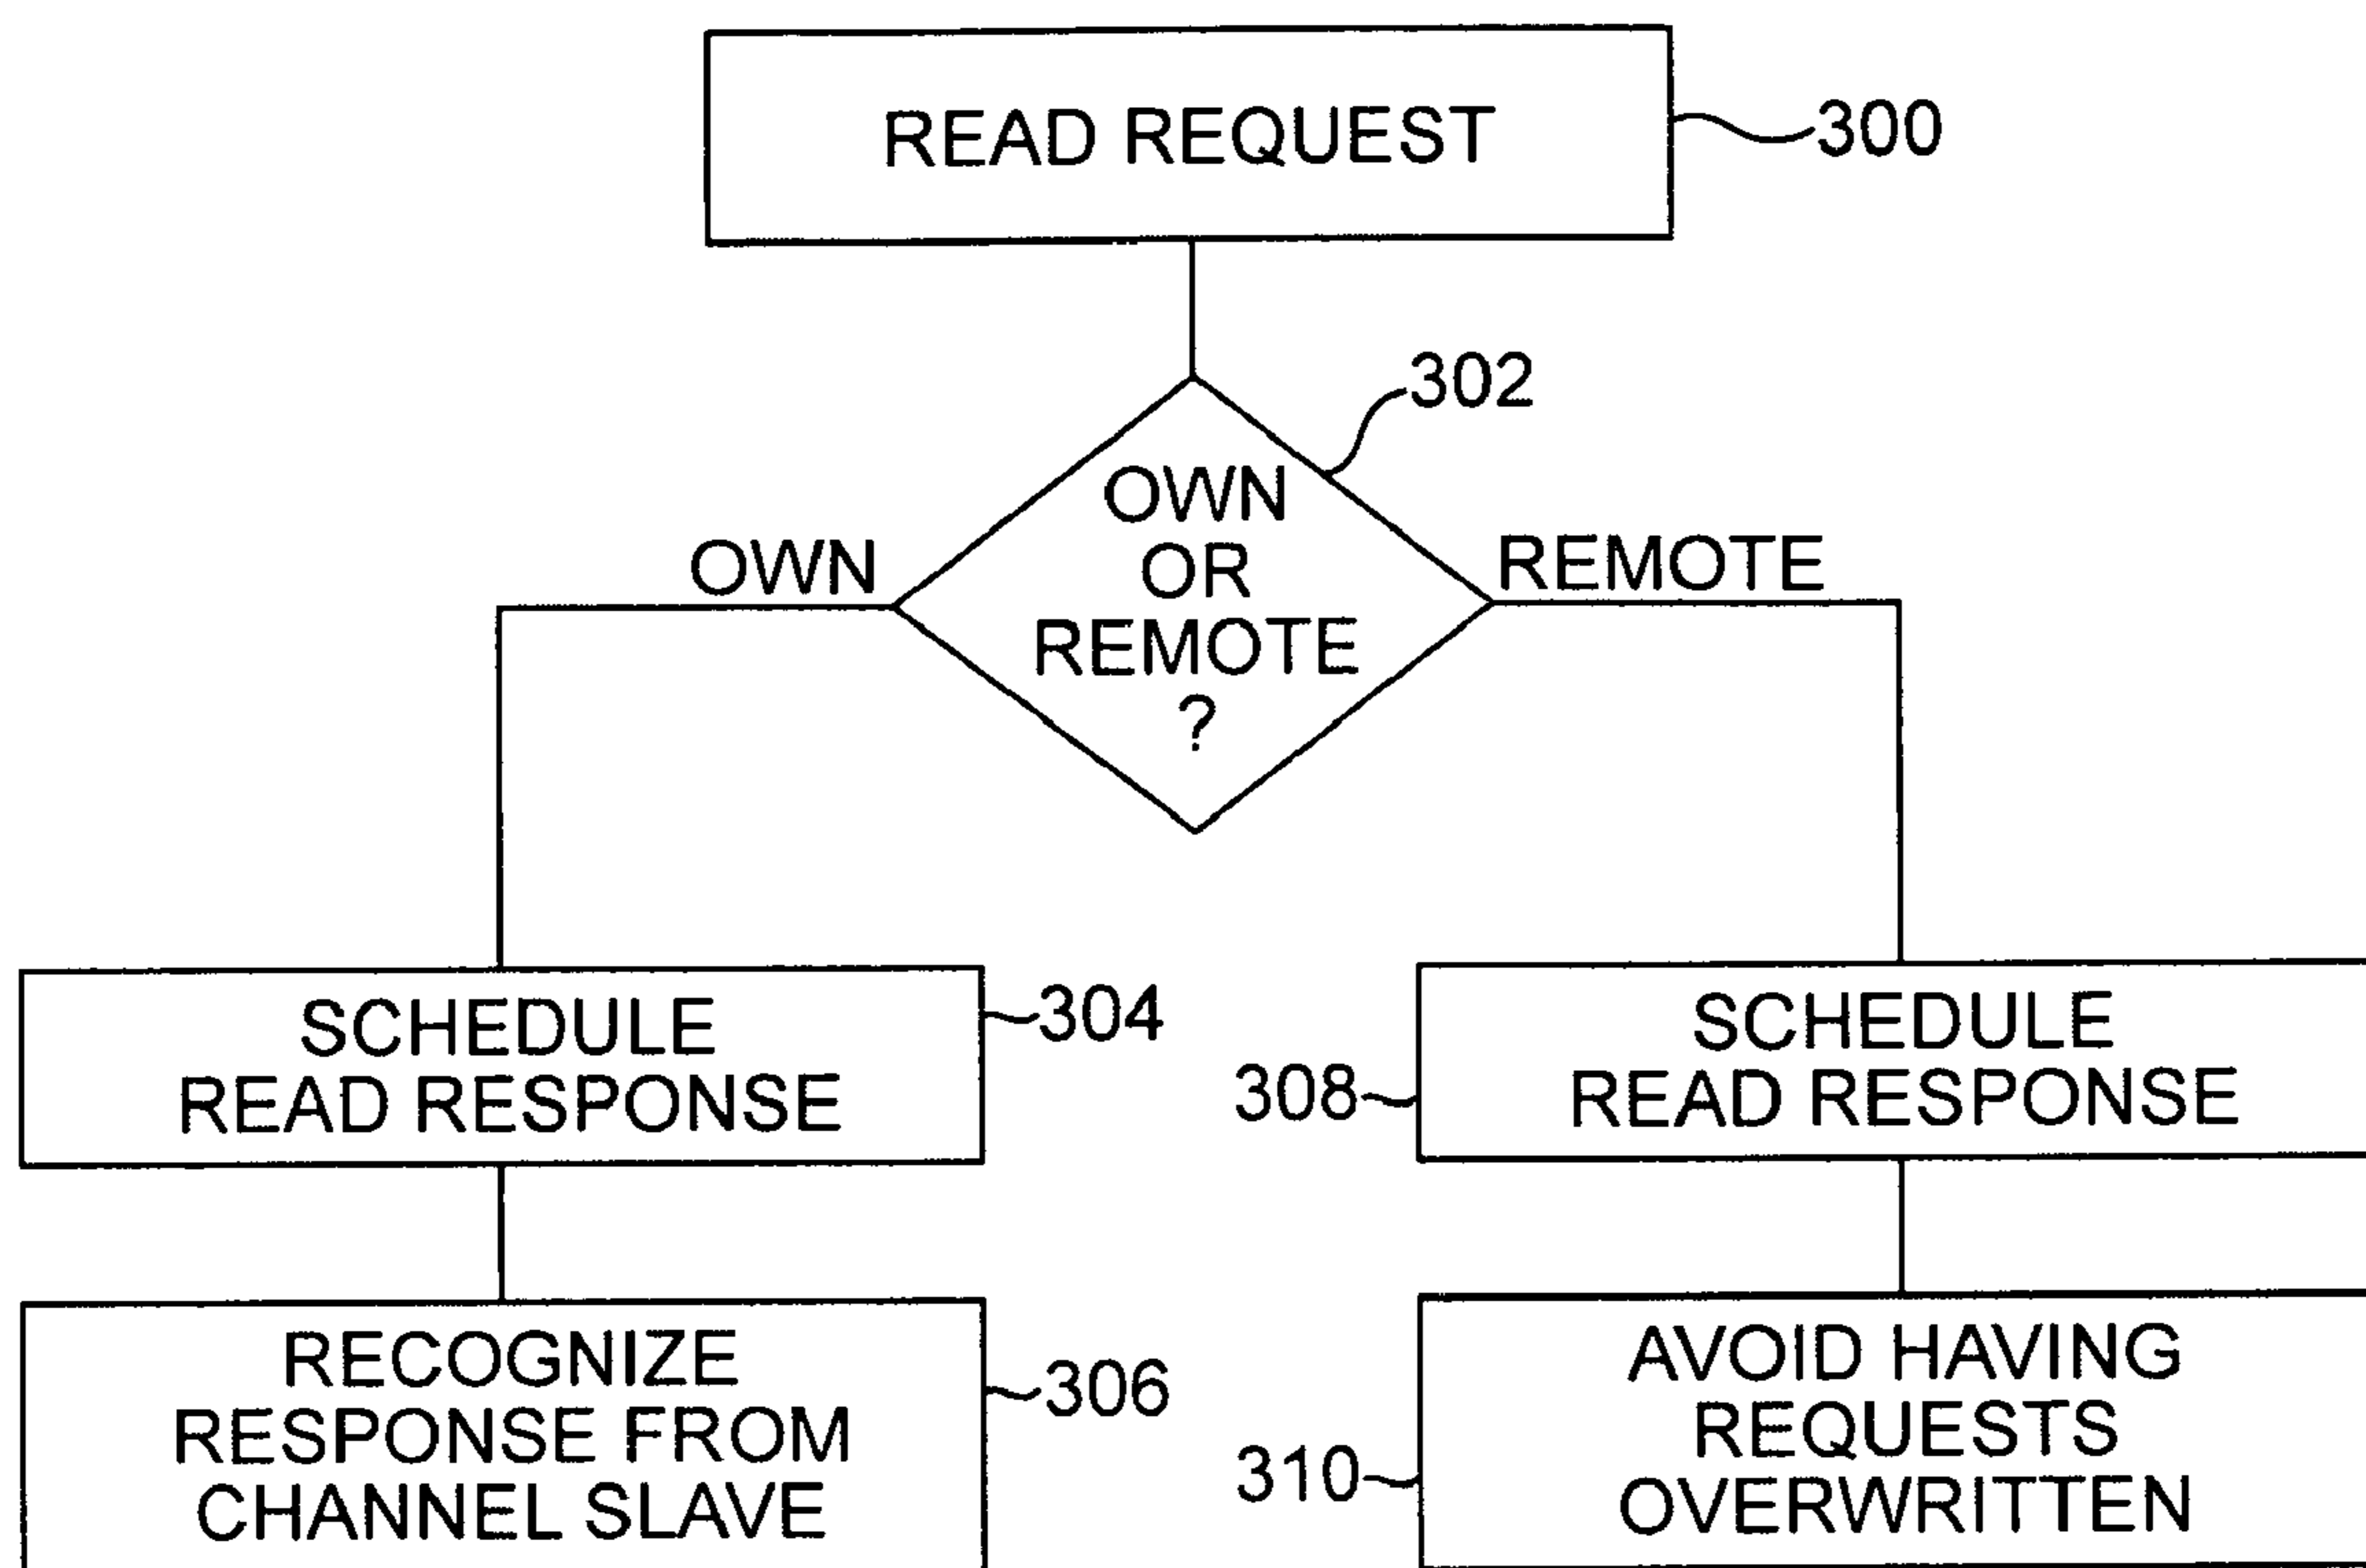 READ REQUEST
300
302
OWN
OR
REMOTE
?
OWN
REMOTE
SCHEDULE
READ RESPONSE
304
308
SCHEDULE
READ RESPONSE
RECOGNIZE
RESPONSE FROM
CHANNEL SLAVE
306
310
AVOID HAVING
REQUESTS
OVERWRITTEN